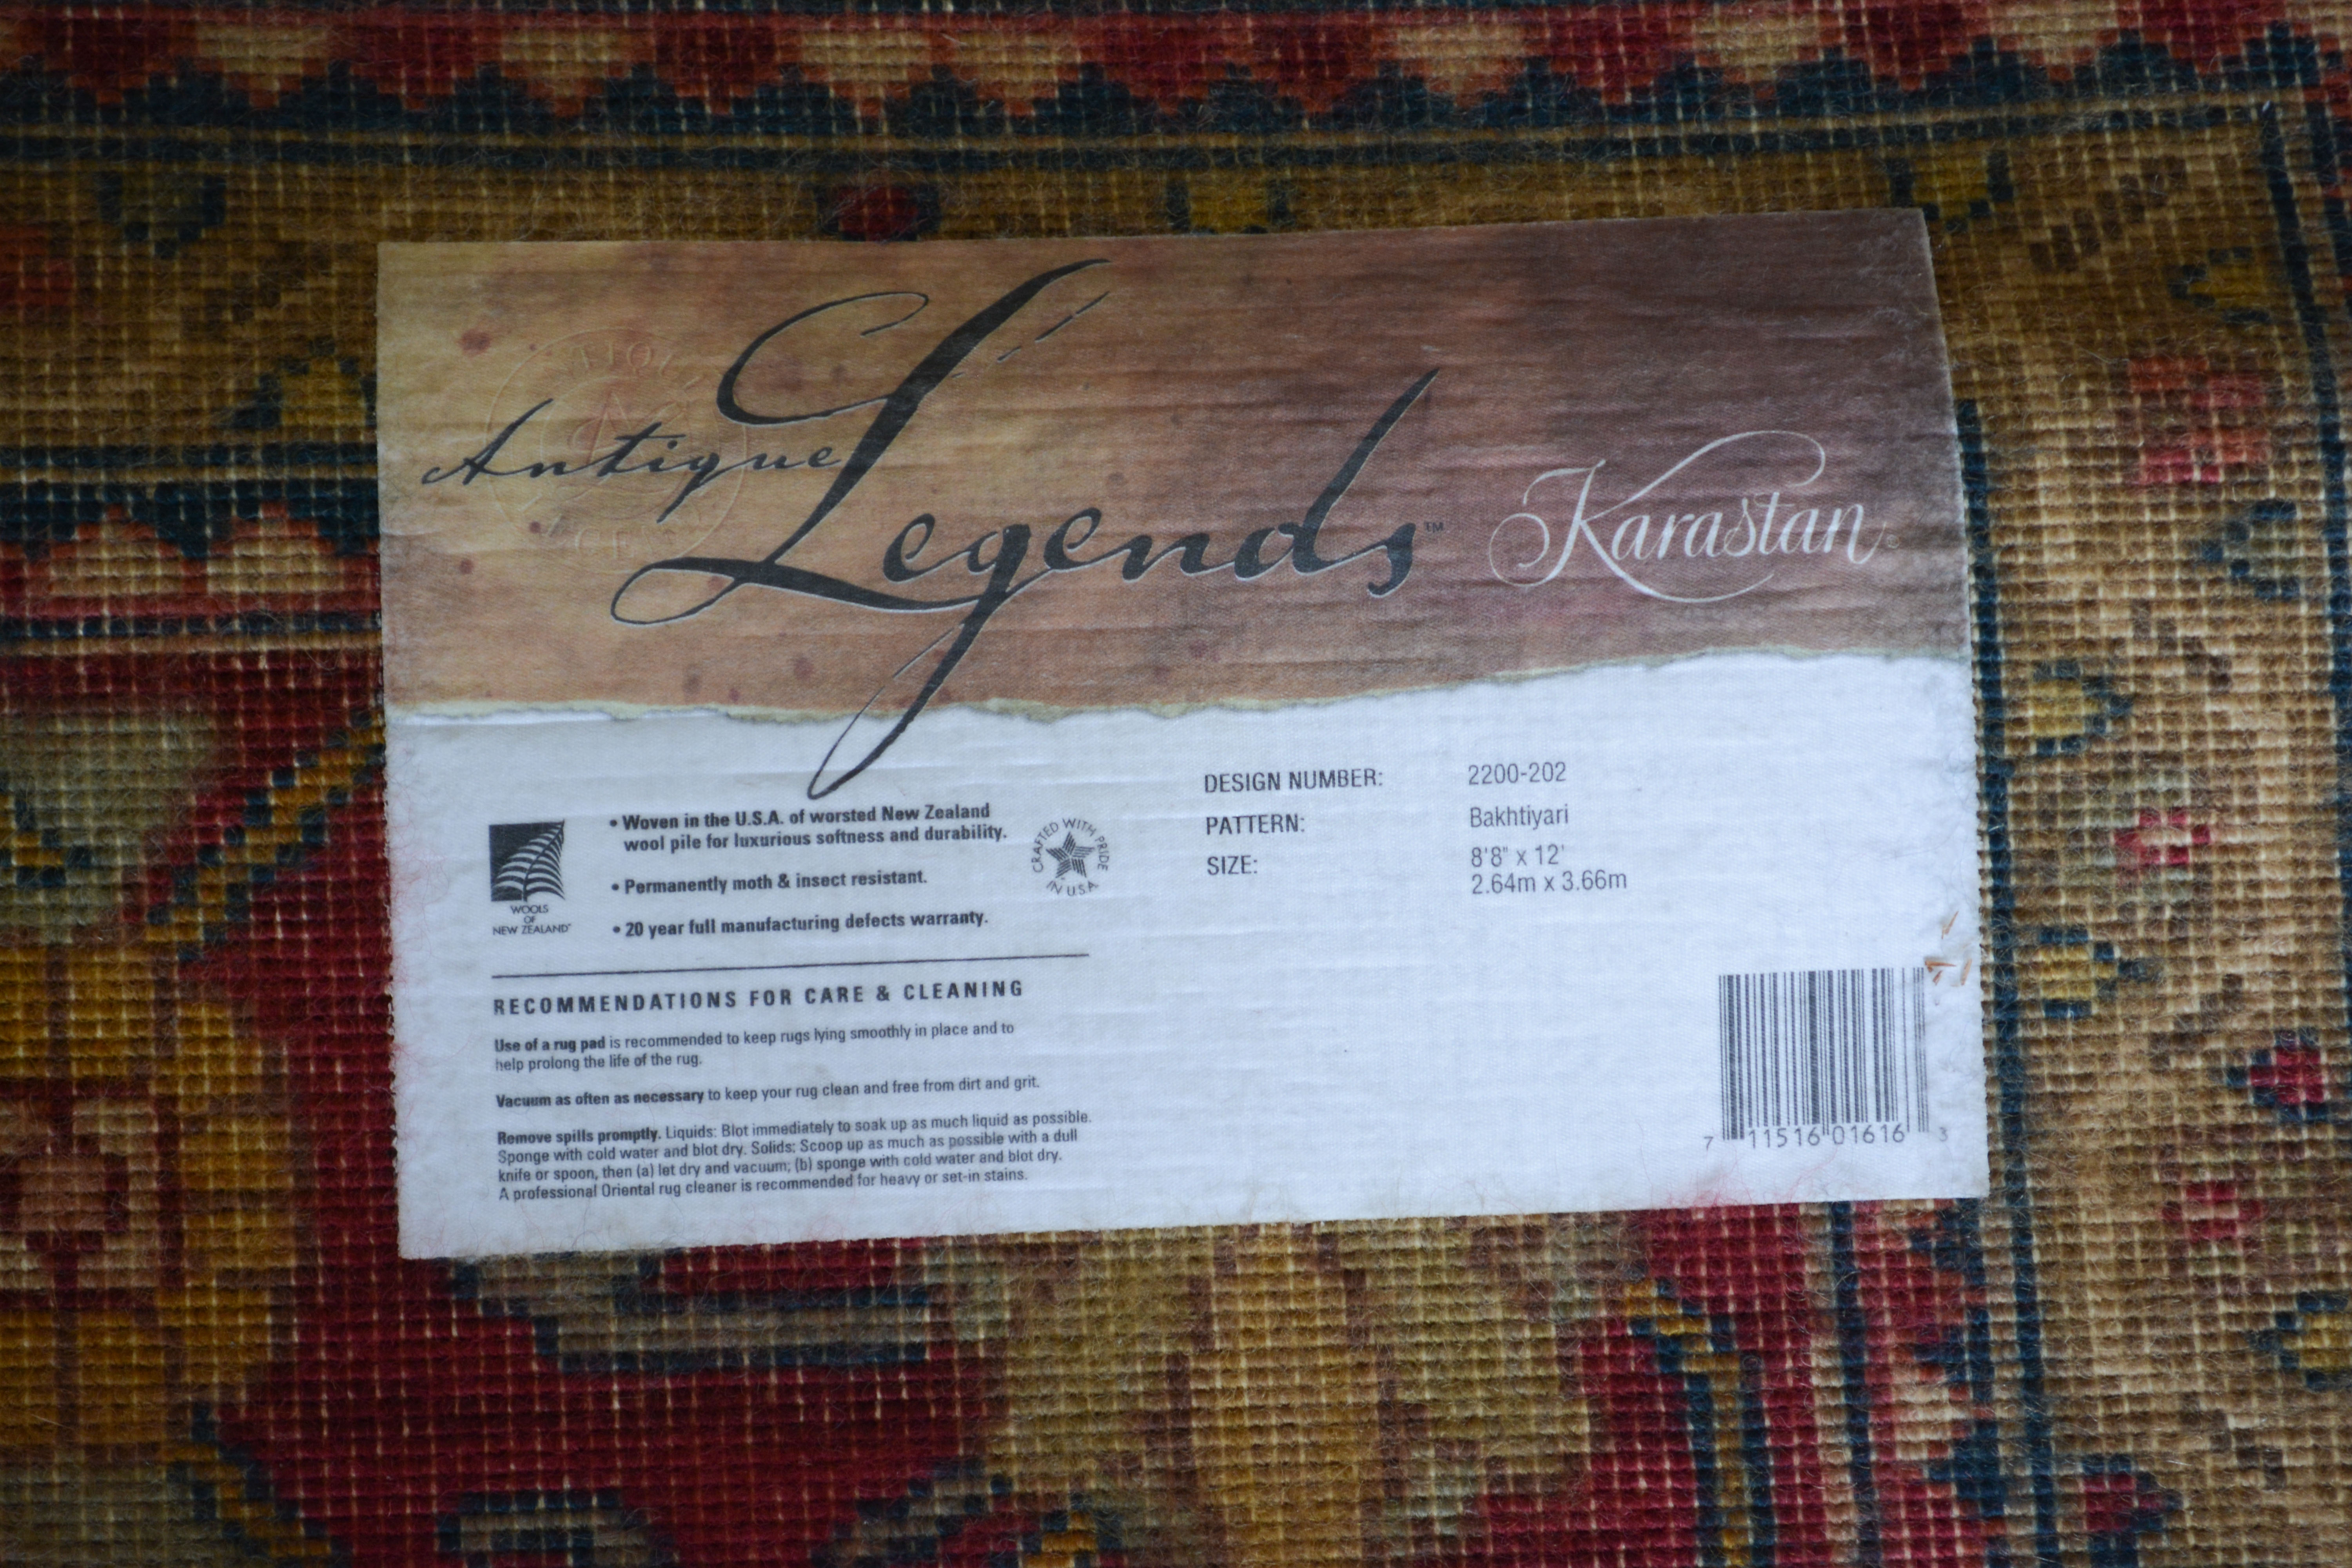 Antique Legends™
Karastan®
• Woven in the U.S.A. of worsted New Zealand
wool pile for luxurious softness and durability.
• Permanently moth & insect resistant.
• 20 year full manufacturing defects warranty.
WOOLS
OF
NEW ZEALAND
CRAFTED WITH PRIDE
IN U.S.A.
RECOMMENDATIONS FOR CARE & CLEANING
Use of a rug pad is recommended to keep rugs lying smoothly in place and to
help prolong the life of the rug.
Vacuum as often as necessary to keep your rug clean and free from dirt and grit.
Remove spills promptly. Liquids: Blot immediately to soak up as much liquid as possible.
Sponge with cold water and blot dry. Solids: Scoop up as much as possible with a dull
knife or spoon, then (a) let dry and vacuum; (b) sponge with cold water and blot dry.
A professional Oriental rug cleaner is recommended for heavy or set-in stains.
DESIGN NUMBER: 2200-202
PATTERN: Bakhtiyari
SIZE: 8'8" x 12'
2.64m x 3.66m
7 11516 01616 3